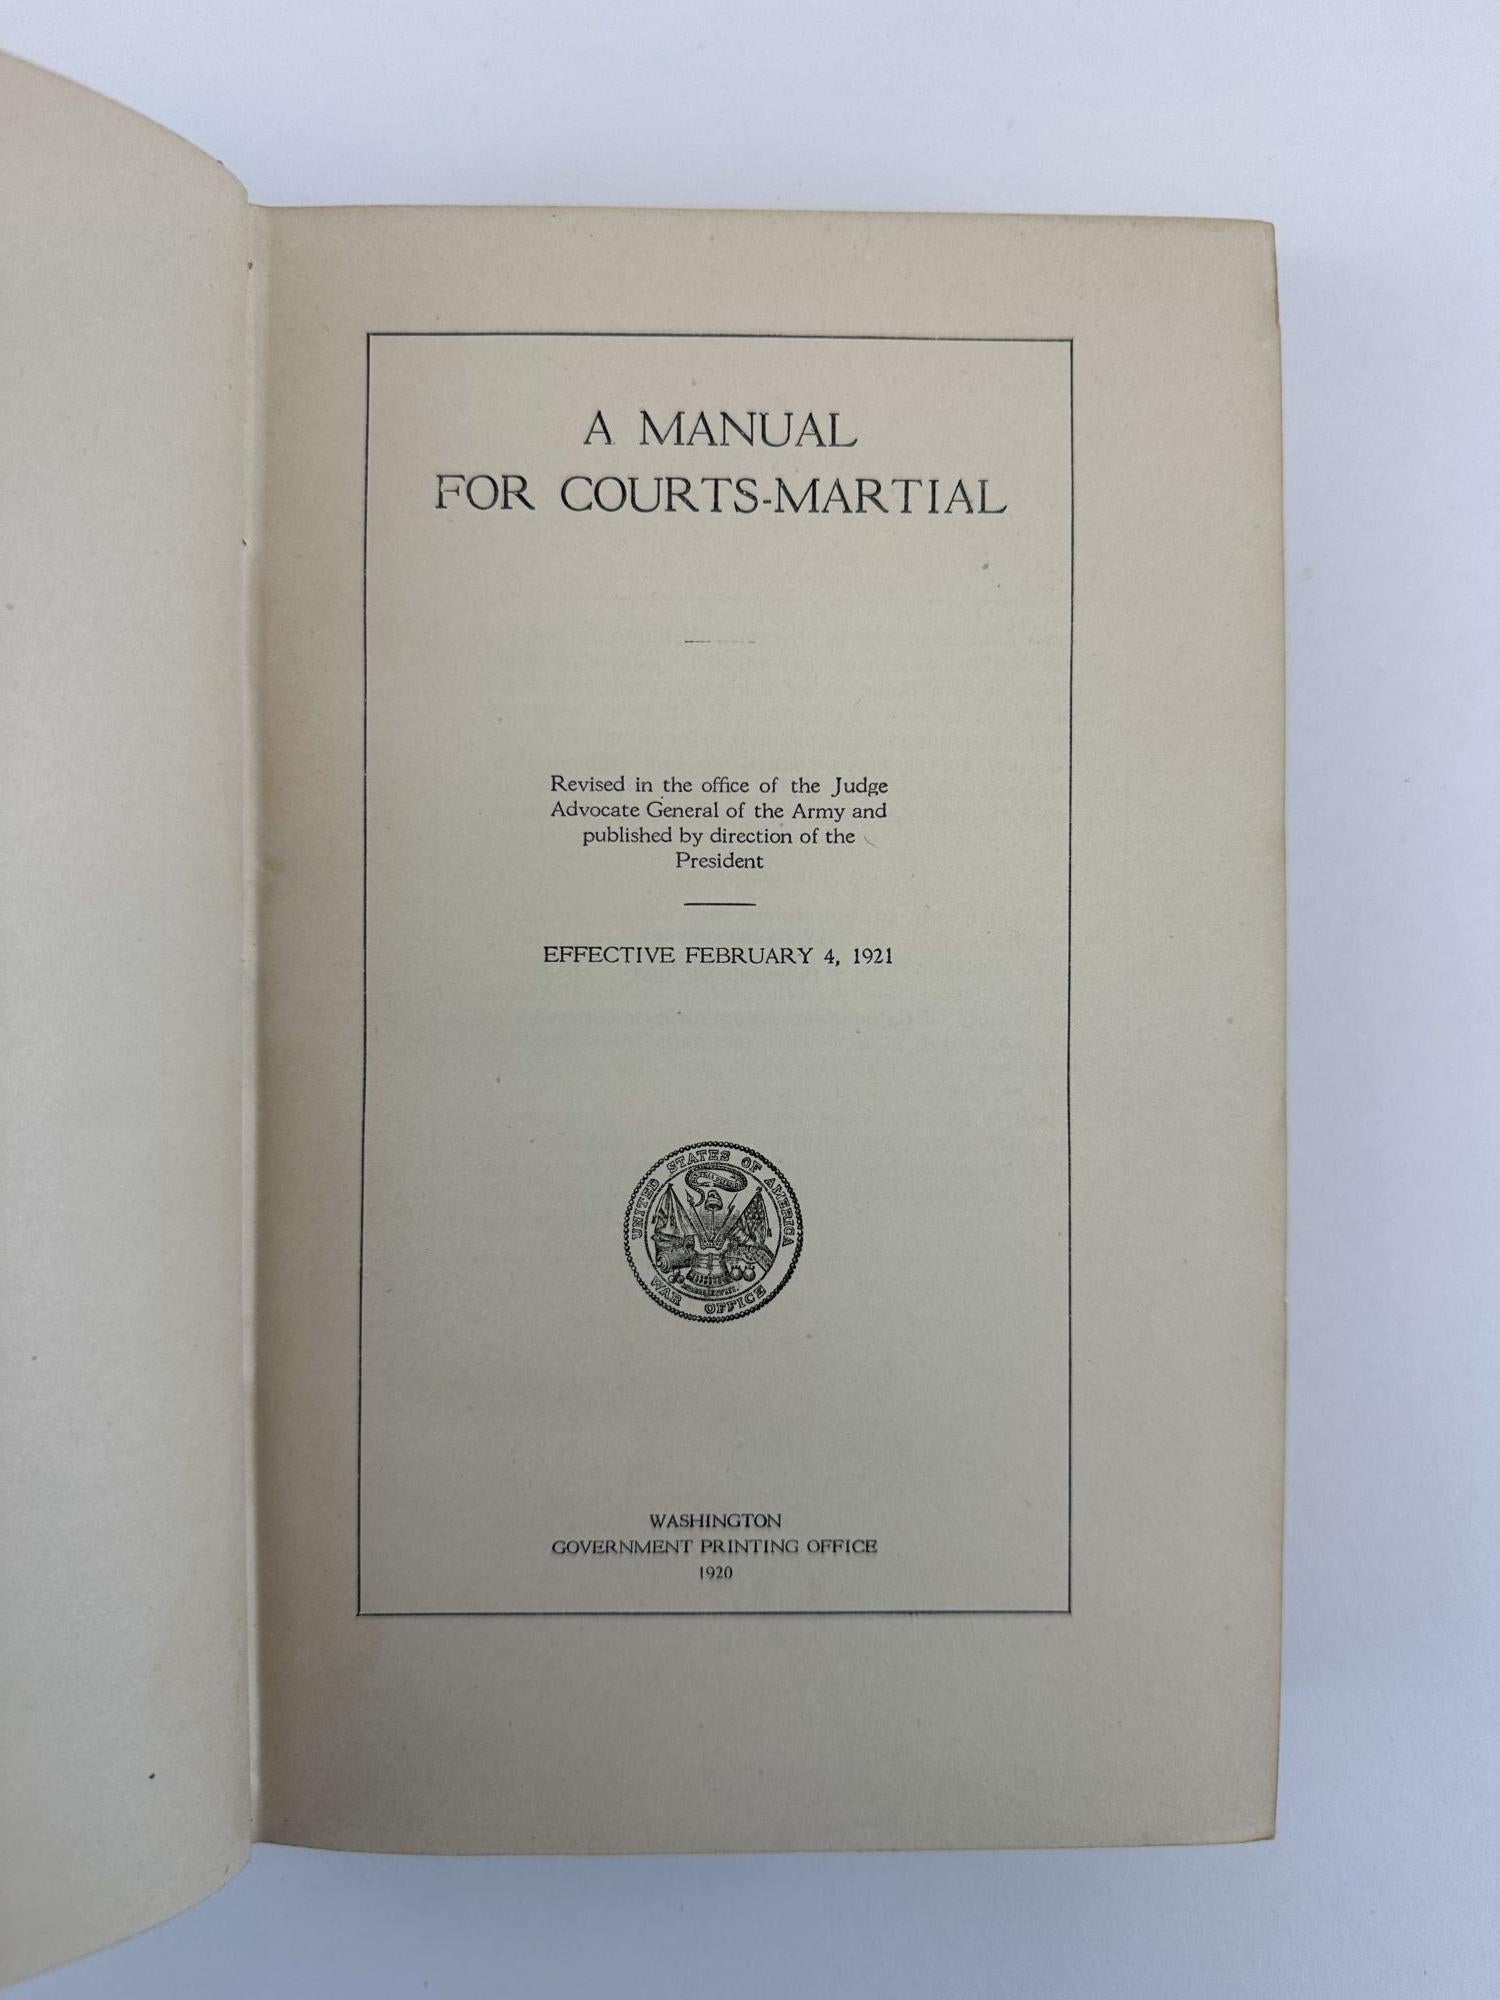 A MANUAL
FOR COURTS-MARTIAL
Revised in the office of the Judge
Advocate General of the Army and
published by direction of the
President
EFFECTIVE FEBRUARY 4, 1921
UNITED STATES OF AMERICA
WAR OFFICE
WASHINGTON
GOVERNMENT PRINTING OFFICE
1920